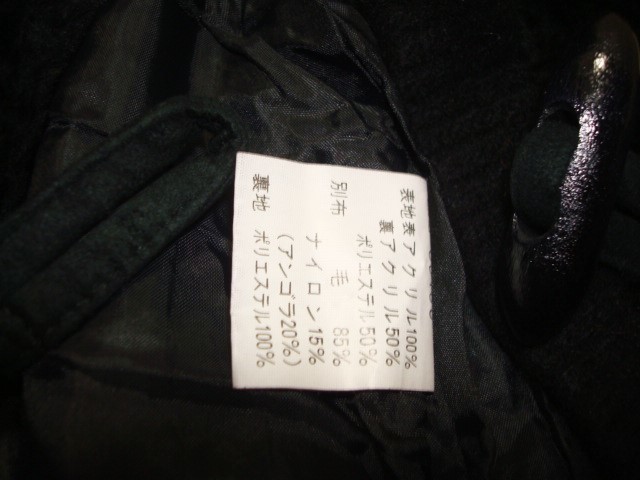 表地表アクリル100%
裏アクリル50%
ポリエステル50%
別布 毛 85%
ナイロン15%
(アンゴラ20%)
裏地 ポリエステル100%